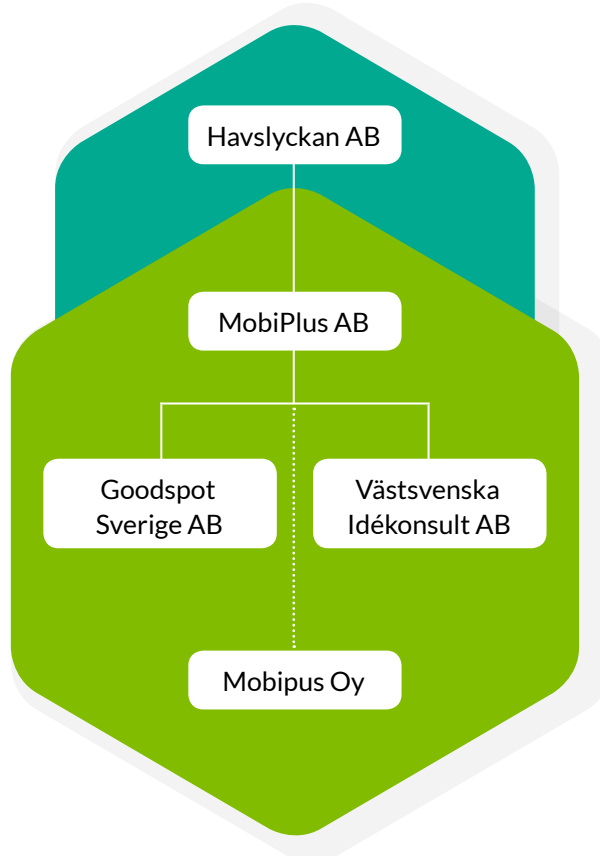 Havslyckan AB
MobiPlus AB
Goodspot
Sverige AB
Västsvenska
Idékonsult AB
Mobipus Oy